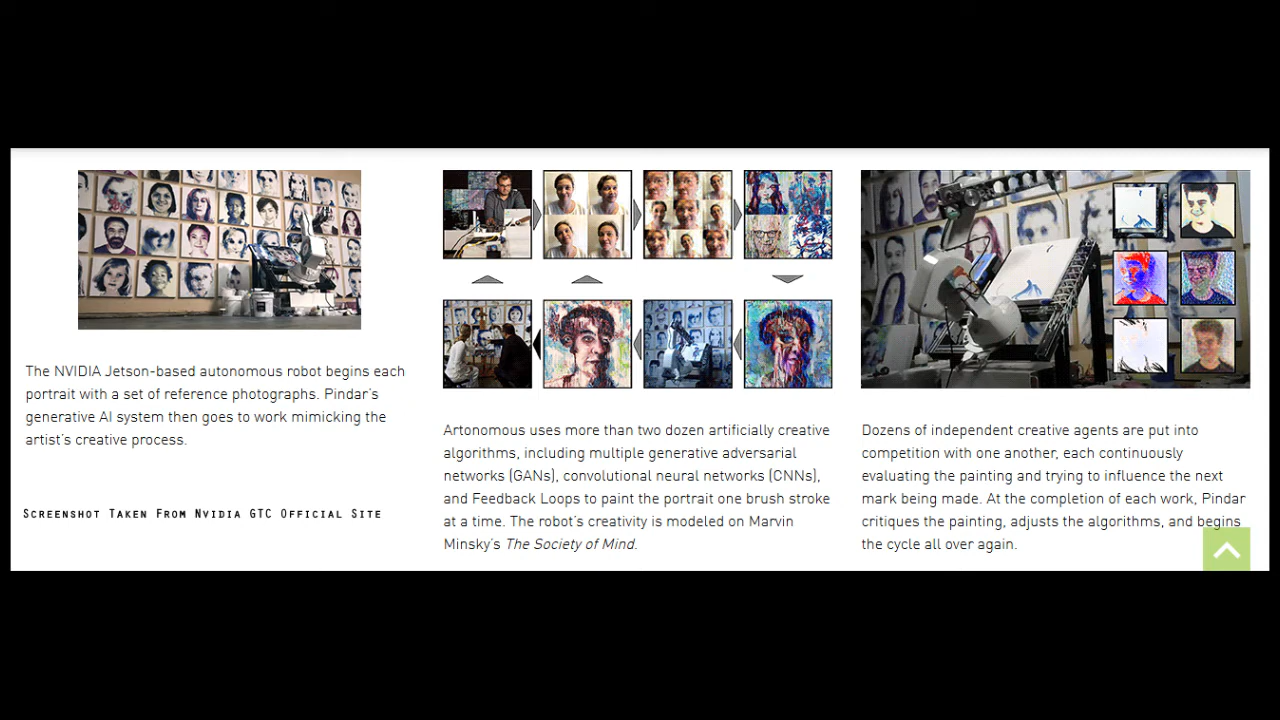 The NVIDIA Jetson-based autonomous robot begins each
portrait with a set of reference photographs. Pindar's
generative AI system then goes to work mimicking the
artist's creative process.
Screenshot Taken From Nvidia GTC Official Site
Artonomous uses more than two dozen artificially creative
algorithms, including multiple generative adversarial
networks (GANs), convolutional neural networks (CNNs),
and Feedback Loops to paint the portrait one brush stroke
at a time. The robot's creativity is modeled on Marvin
Minsky's The Society of Mind.
Dozens of independent creative agents are put into
competition with one another, each continuously
evaluating the painting and trying to influence the next
mark being made. At the completion of each work, Pindar
critiques the painting, adjusts the algorithms, and begins
the cycle all over again.